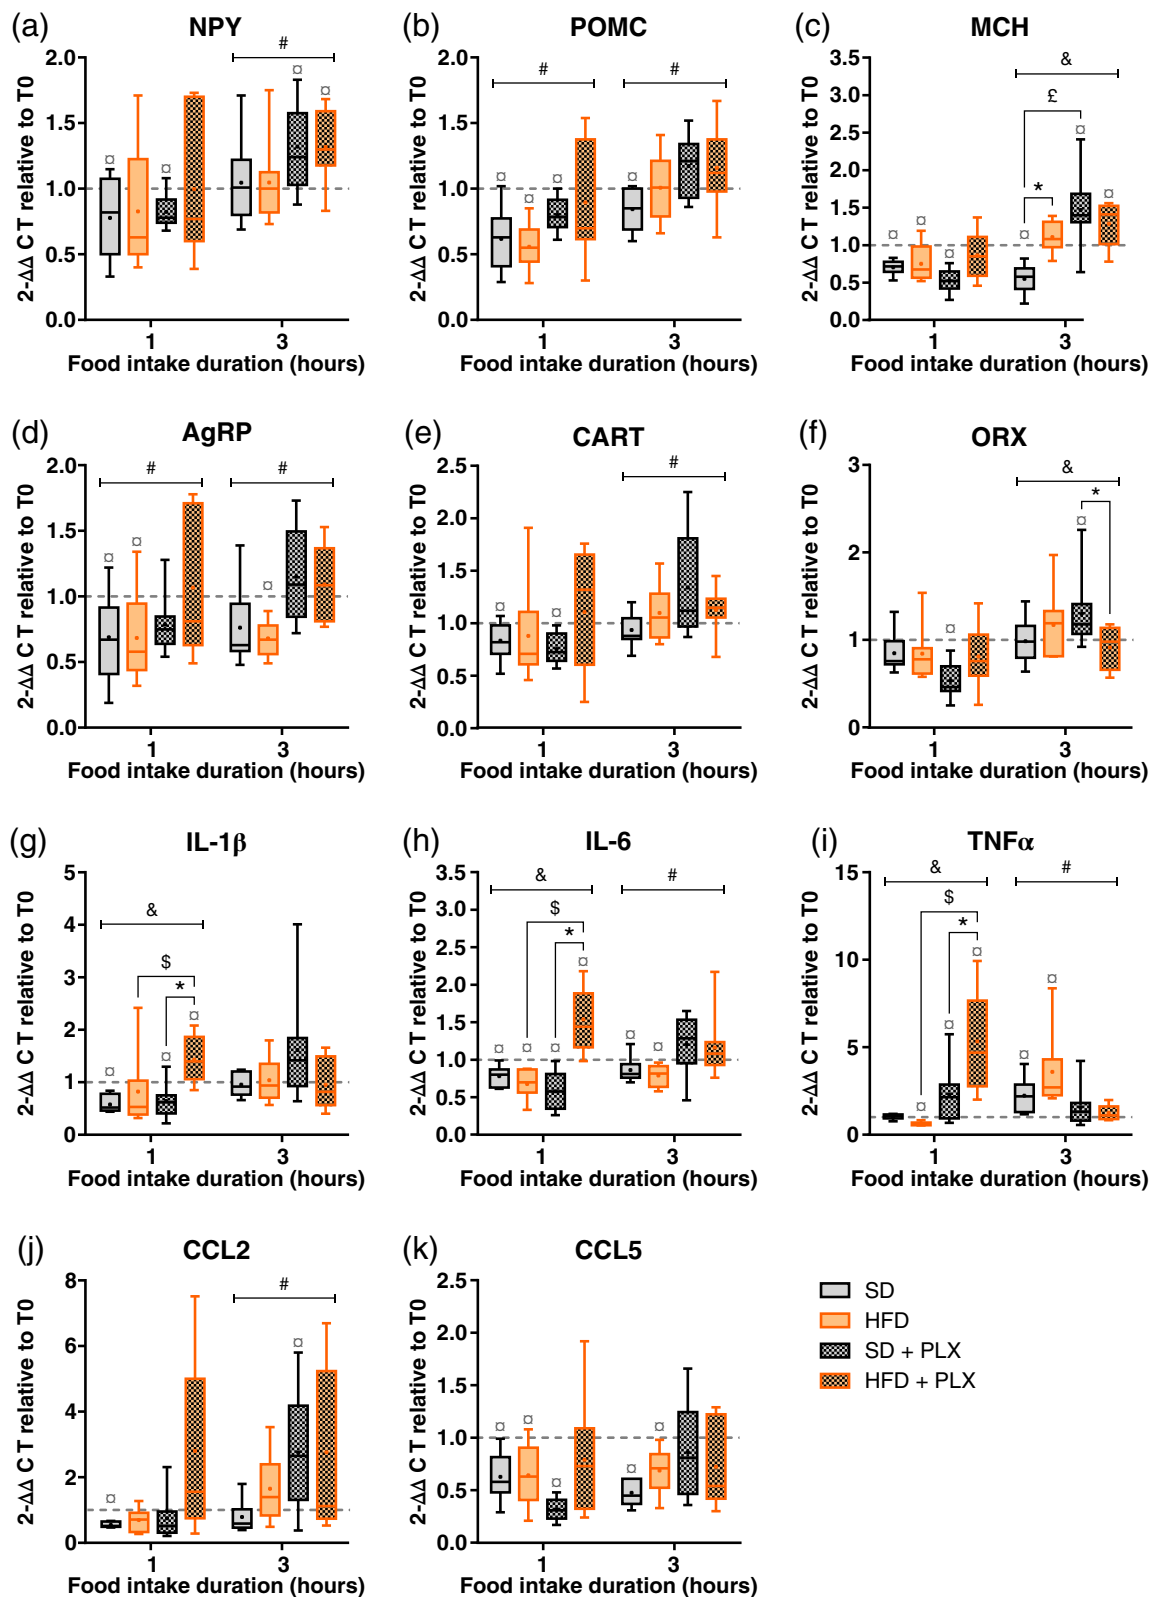 (a) NPY
2-ΔΔ CT relative to T0
2.0
1.5
1.0
0.5
0.0
#
¤ ¤ ¤ ¤
1 3
Food intake duration (hours)
(b) POMC
2-ΔΔ CT relative to T0
2.0
1.5
1.0
0.5
0.0
# #
¤ ¤ ¤ ¤
1 3
Food intake duration (hours)
(c) MCH
2-ΔΔ CT relative to T0
3.5
3.0
2.5
2.0
1.5
1.0
0.5
0.0
&
£
*
¤ ¤ ¤ ¤ ¤ ¤
1 3
Food intake duration (hours)
(d) AgRP
2-ΔΔ CT relative to T0
2.0
1.5
1.0
0.5
0.0
# #
¤ ¤ ¤
1 3
Food intake duration (hours)
(e) CART
2-ΔΔ CT relative to T0
2.5
2.0
1.5
1.0
0.5
0.0
#
¤ ¤
1 3
Food intake duration (hours)
(f) ORX
2-ΔΔ CT relative to T0
3
2
1
0
&
*
¤ ¤
1 3
Food intake duration (hours)
(g) IL-1β
2-ΔΔ CT relative to T0
5
4
3
2
1
0
&
$
*
¤ ¤ ¤
1 3
Food intake duration (hours)
(h) IL-6
2-ΔΔ CT relative to T0
3.5
3.0
2.5
2.0
1.5
1.0
0.5
0.0
& #
$
*
¤ ¤ ¤ ¤ ¤ ¤
1 3
Food intake duration (hours)
(i) TNFα
2-ΔΔ CT relative to T0
15
10
5
0
& #
$
*
¤ ¤ ¤ ¤ ¤
1 3
Food intake duration (hours)
(j) CCL2
2-ΔΔ CT relative to T0
8
6
4
2
0
#
¤ ¤
1 3
Food intake duration (hours)
(k) CCL5
2-ΔΔ CT relative to T0
2.5
2.0
1.5
1.0
0.5
0.0
¤ ¤ ¤ ¤ ¤
1 3
Food intake duration (hours)
SD
HFD
SD + PLX
HFD + PLX